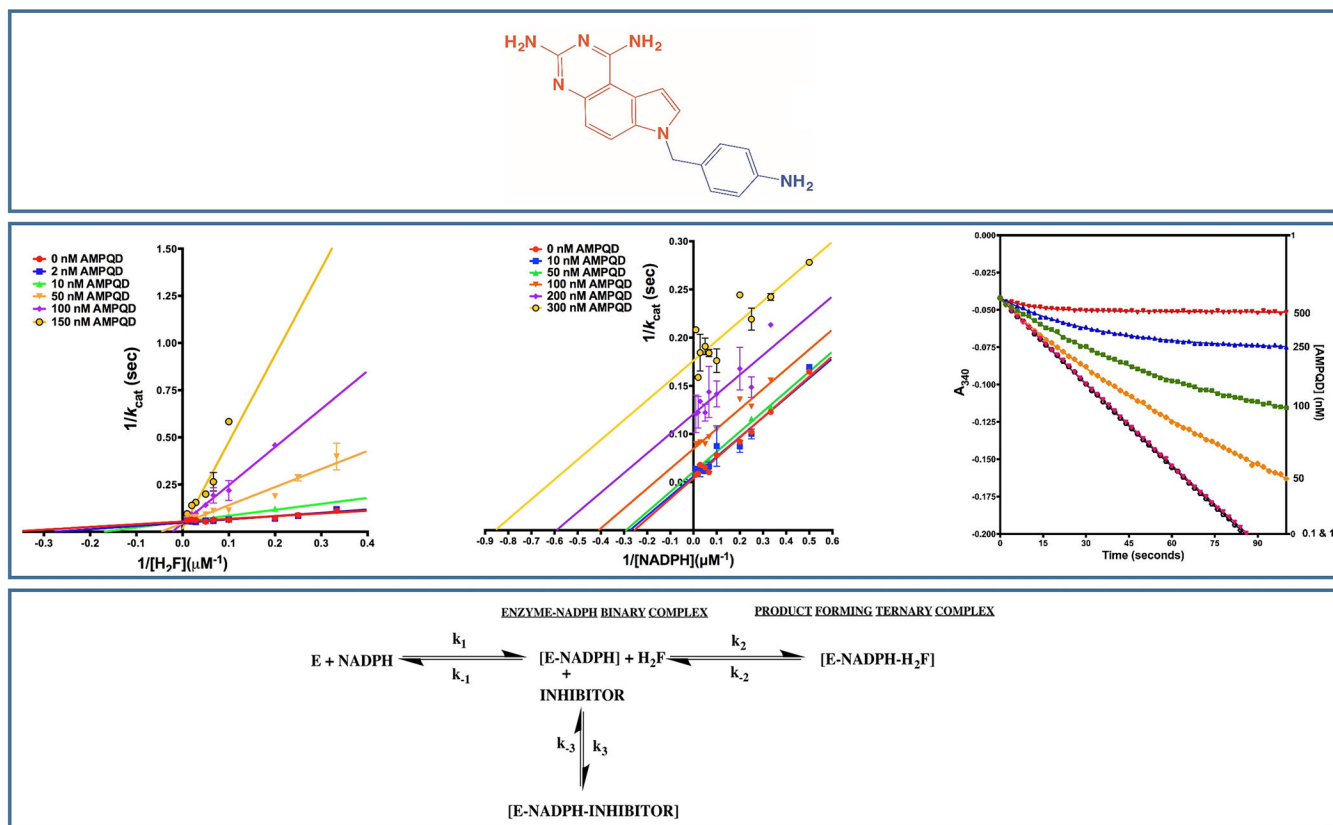 H₂N N NH₂
N
N
NH₂
0 nM AMPQD
2 nM AMPQD
10 nM AMPQD
50 nM AMPQD
100 nM AMPQD
150 nM AMPQD
1/kcat (sec)
1.50
1.25
1.00
0.75
0.50
0.25
-0.3 -0.2 -0.1 0.0 0.1 0.2 0.3 0.4
1/[H₂F](μM⁻¹)
0 nM AMPQD
10 nM AMPQD
50 nM AMPQD
100 nM AMPQD
200 nM AMPQD
300 nM AMPQD
1/kcat (sec)
0.30
0.25
0.20
0.15
0.10
0.05
-0.9 -0.8 -0.7 -0.6 -0.5 -0.4 -0.3 -0.2 -0.1 0.0 0.1 0.2 0.3 0.4 0.5 0.6
1/[NADPH](μM⁻¹)
A340
0.000
-0.025
-0.050
-0.075
-0.100
-0.125
-0.150
-0.175
-0.200
0 15 30 45 60 75 90
Time (seconds)
1
500
250
100
50
0 0.1 & 1
[AMPQD] (nM)
ENZYME-NADPH BINARY COMPLEX PRODUCT FORMING TERNARY COMPLEX
k₁ k₂
E + NADPH [E-NADPH] + H₂F [E-NADPH-H₂F]
k₋₁ k₋₂
+
INHIBITOR
k₋₃ k₃
[E-NADPH-INHIBITOR]